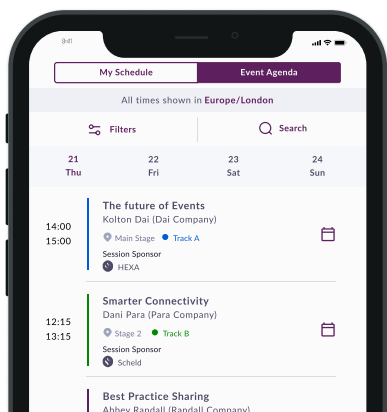 My Schedule
Event Agenda
All times shown in Europe/London
Filters
Search
21
Thu
22
Fri
23
Sat
24
Sun
14:00
15:00
The future of Events
Kolton Dai (Dai Company)
Main Stage
Track A
Session Sponsor
HEXA
12:15
13:15
Smarter Connectivity
Dani Para (Para Company)
Stage 2
Track B
Session Sponsor
Scheld
Best Practice Sharing
Abbey Randall (Randall Company)